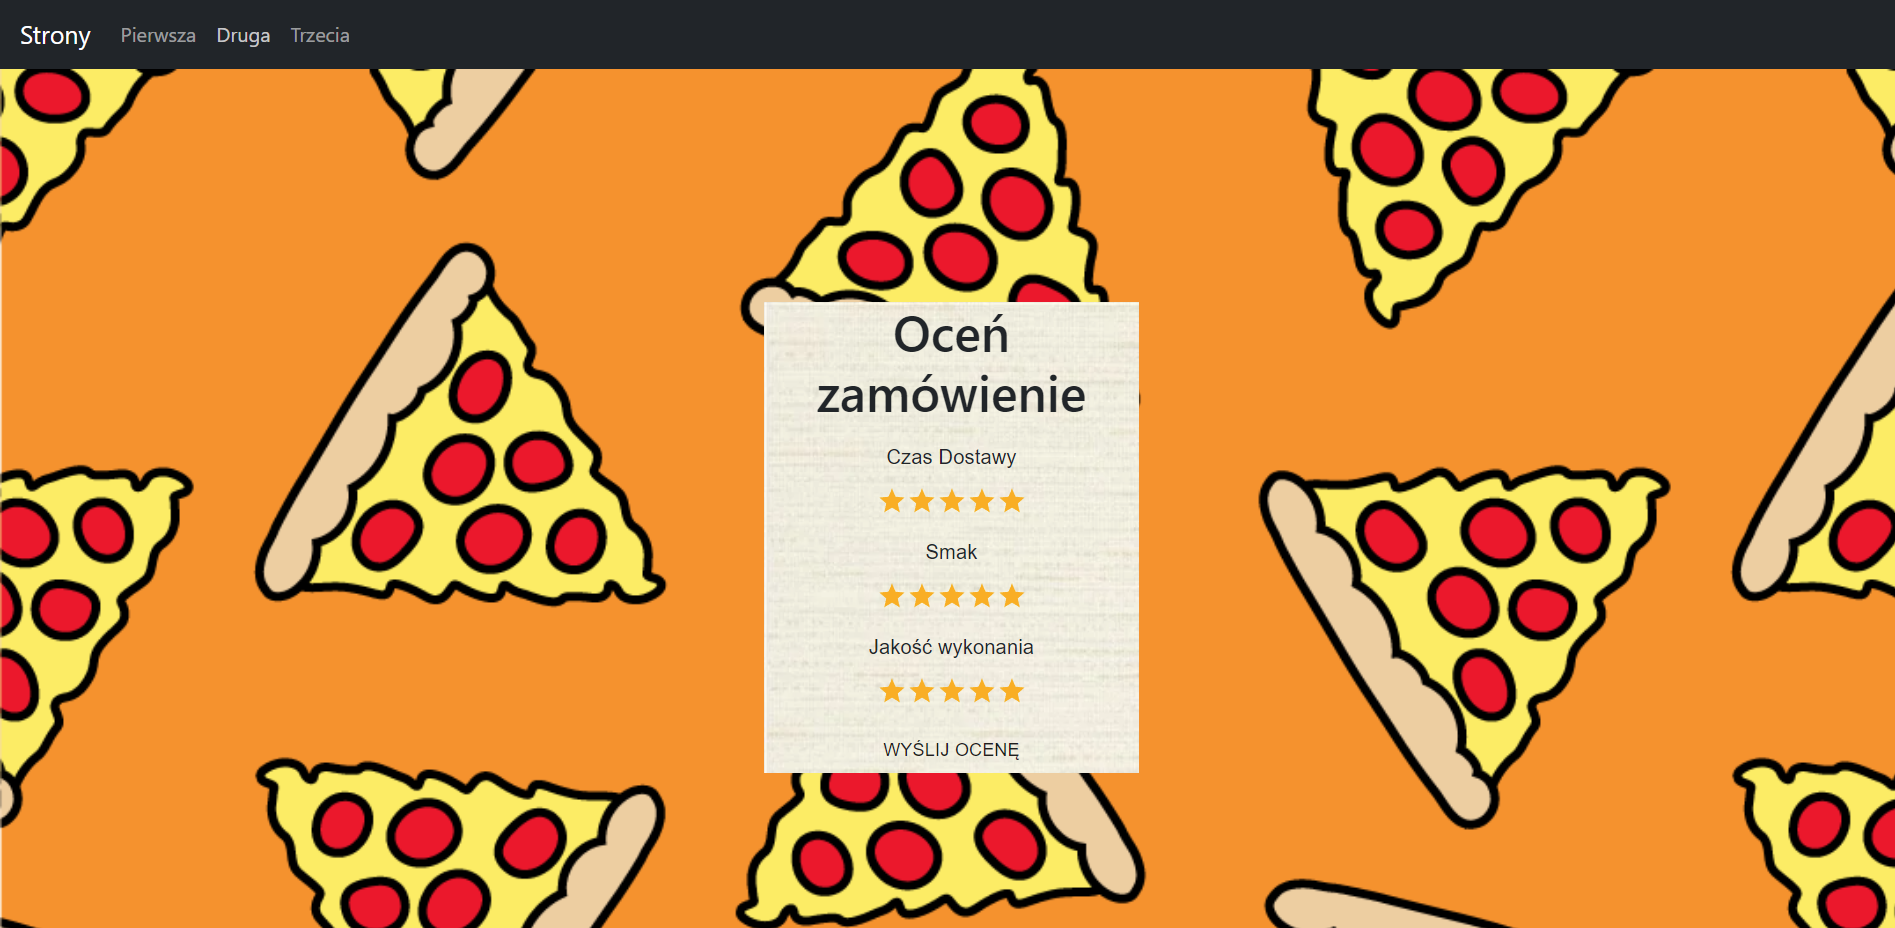 Strony Pierwsza Druga Trzecia
Oceń
zamówienie
Czas Dostawy
Smak
Jakość wykonania
WYŚLIJ OCENĘ